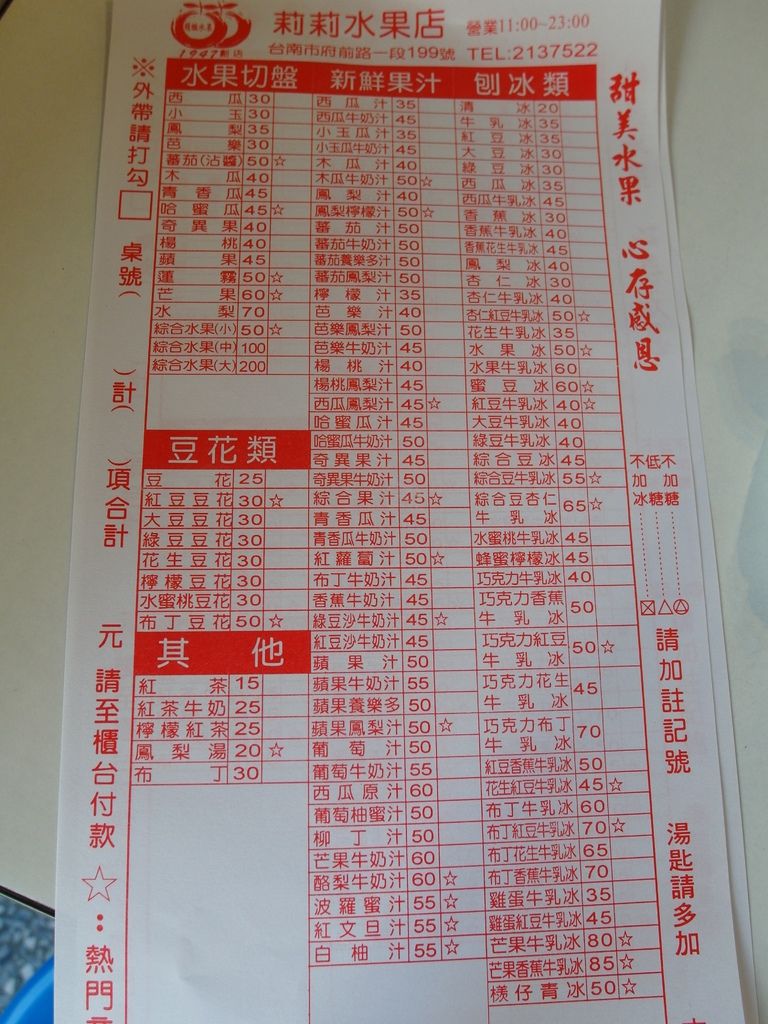 1947創店
莉莉水果店 營業11:00~23:00
台南市府前路一段199號 TEL:2137522
※外帶請打勾□ 桌號( )計( )項合計 元 請至櫃台付款 ☆:熱門
水果切盤
西瓜 30
小玉 30
鳳梨 35
芭樂 30
蕃茄(沾醬) 50 ☆
木瓜 40
青香瓜 45
哈蜜瓜 45 ☆
奇異果 40
楊桃 40
蘋果 45
蓮霧 50 ☆
芒果 60 ☆
水梨 70
綜合水果(小) 50 ☆
綜合水果(中) 100
綜合水果(大) 200
豆花類
豆花 25
紅豆豆花 30 ☆
大豆豆花 30
綠豆豆花 30
花生豆花 30
檸檬豆花 30
水蜜桃豆花 30
布丁豆花 50 ☆
其他
紅茶 15
紅茶牛奶 25
檸檬紅茶 25
鳳梨湯 20 ☆
布丁 30
新鮮果汁
西瓜汁 35
西瓜牛奶汁 45
小玉瓜汁 35
小玉瓜牛奶汁 45
木瓜汁 40
木瓜牛奶汁 50 ☆
鳳梨汁 40
鳳梨檸檬汁 50 ☆
蕃茄汁 50
蕃茄牛奶汁 50
蕃茄養樂多汁 50
蕃茄鳳梨汁 50
檸檬汁 35
芭樂汁 40
芭樂鳳梨汁 50
芭樂牛奶汁 45
楊桃汁 40
楊桃鳳梨汁 45
西瓜鳳梨汁 45 ☆
哈蜜瓜汁 45
哈蜜瓜牛奶汁 50
奇異果汁 45
奇異果牛奶汁 50
綜合果汁 45 ☆
青香瓜汁 45
青香瓜牛奶汁 50
紅蘿蔔汁 50 ☆
布丁牛奶汁 45
香蕉牛奶汁 45
綠豆沙牛奶汁 45 ☆
紅豆沙牛奶汁 45
蘋果汁 50
蘋果牛奶汁 55
蘋果養樂多 50
蘋果鳳梨汁 50 ☆
葡萄汁 50
葡萄牛奶汁 55
西瓜原汁 60
葡萄柚蜜汁 50
柳丁汁 50
芒果牛奶汁 60
酪梨牛奶汁 60 ☆
波羅蜜汁 55 ☆
紅文旦汁 55 ☆
白柚汁 55 ☆
刨冰類
清冰 20
牛乳冰 35
紅豆冰 35
大豆冰 30
綠豆冰 30
西瓜冰 35
西瓜牛乳冰 45
香蕉冰 30
香蕉牛乳冰 40
香蕉花生牛乳冰 45
鳳梨冰 40
杏仁冰 30
杏仁牛乳冰 40
杏仁紅豆牛乳冰 50 ☆
花生牛乳冰 35
水果冰 50 ☆
水果牛乳冰 60
蜜豆冰 60 ☆
紅豆牛乳冰 40 ☆
大豆牛乳冰 40
綠豆牛乳冰 40
綜合豆冰 45
綜合豆牛乳冰 55 ☆
綜合豆杏仁牛乳冰 65 ☆
水蜜桃牛乳冰 45
蜂蜜檸檬冰 45
巧克力牛乳冰 40
巧克力香蕉牛乳冰 50
巧克力紅豆牛乳冰 50 ☆
巧克力花生牛乳冰 45
巧克力布丁牛乳冰 70
紅豆香蕉牛乳冰 50
花生紅豆牛乳冰 45 ☆
布丁牛乳冰 60
布丁紅豆牛乳冰 70 ☆
布丁花生牛乳冰 65
布丁香蕉牛乳冰 70
雞蛋牛乳冰 35
雞蛋紅豆牛乳冰 45
芒果牛乳冰 80 ☆
芒果香蕉牛乳冰 85 ☆
檨仔青冰 50 ☆
甜美水果 心存感恩
不加冰
低糖
不加糖
請加註記號 湯匙請多加